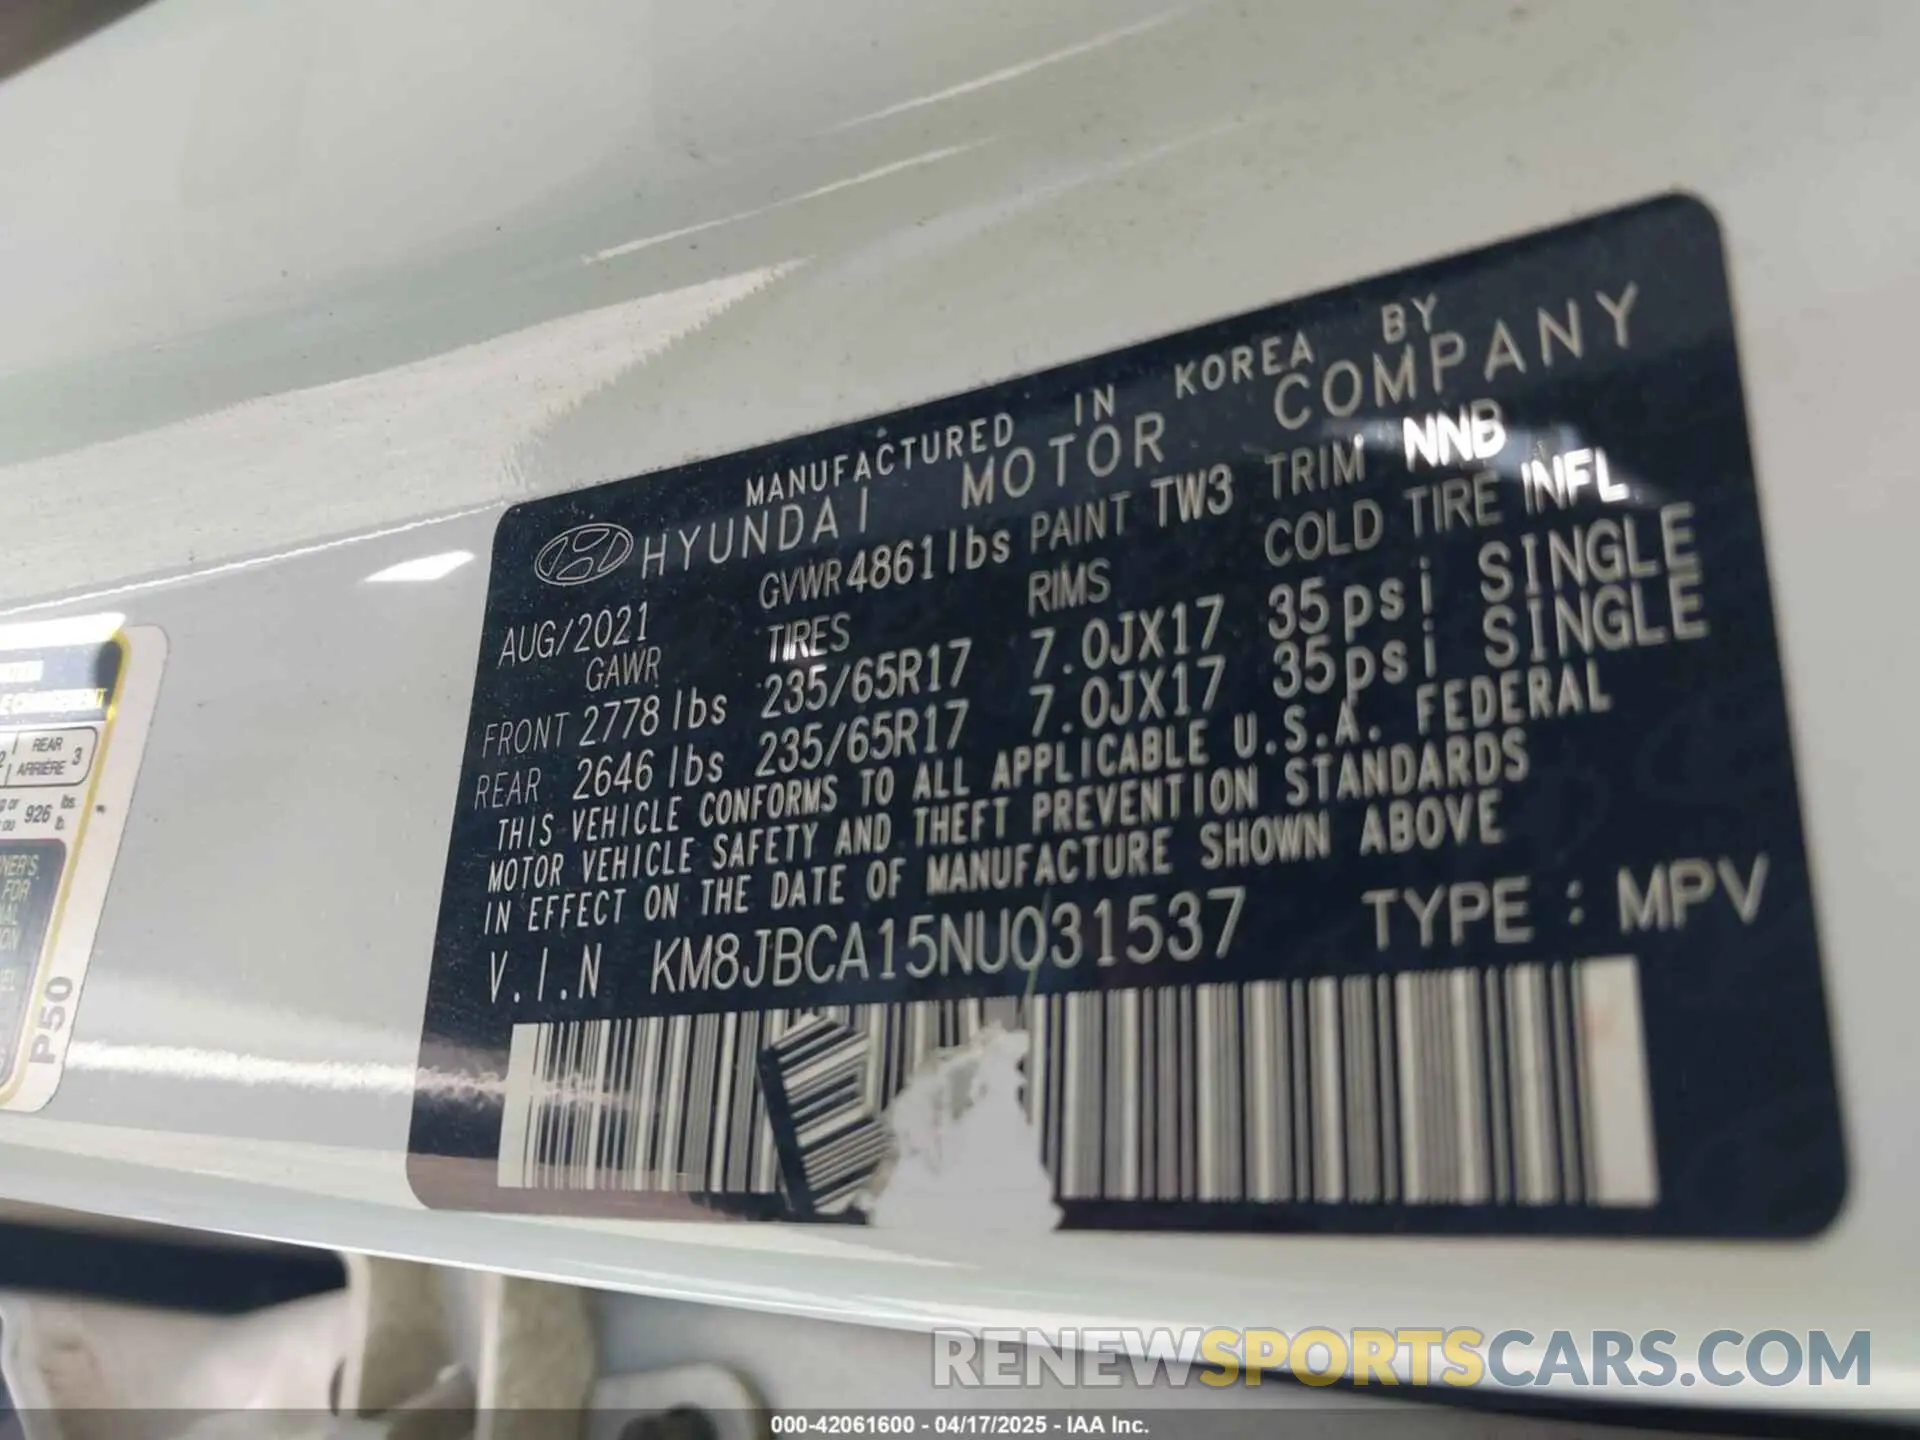 MANUFACTURED IN KOREA BY
HYUNDAI MOTOR COMPANY
AUG/2021 GVWR 4861 lbs PAINT TW3 TRIM NNB
GAWR TIRES RIMS COLD TIRE INFL
FRONT 2778 lbs 235/65R17 7.0JX17 35psi SINGLE
REAR 2646 lbs 235/65R17 7.0JX17 35psi SINGLE
THIS VEHICLE CONFORMS TO ALL APPLICABLE U.S.A. FEDERAL
MOTOR VEHICLE SAFETY AND THEFT PREVENTION STANDARDS
IN EFFECT ON THE DATE OF MANUFACTURE SHOWN ABOVE
V.I.N KM8JBCA15NU031537 TYPE : MPV
REAR
ARRIÈRE 3
926 lbs.
lb.
FOR
P50
RENEWSPORTSCARS.COM
000-42061600 - 04/17/2025 - IAA Inc.